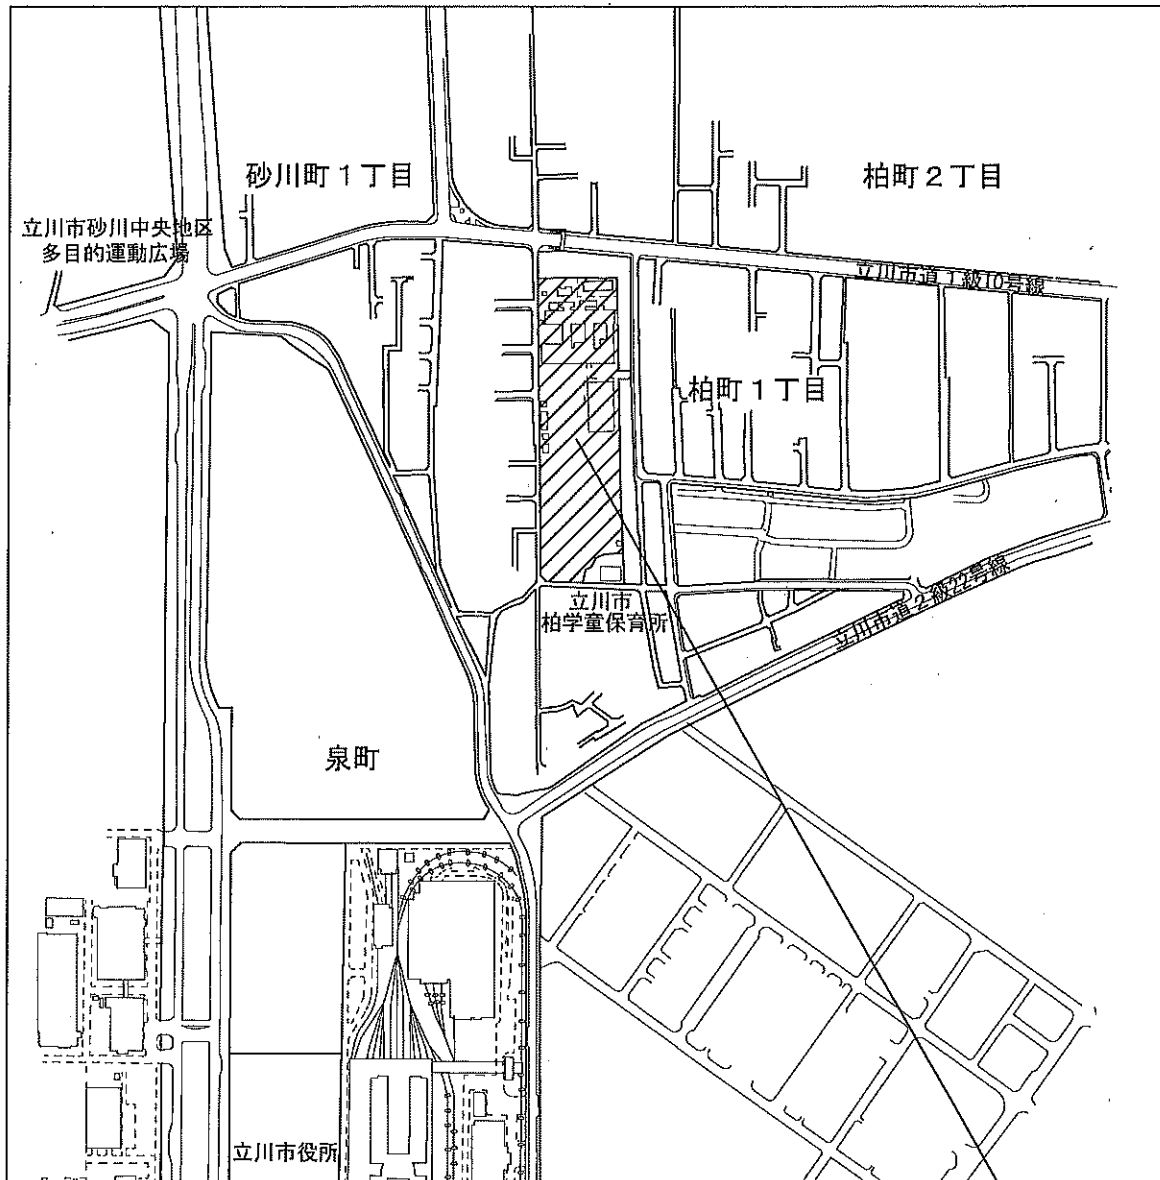 砂川町1丁目
柏町2丁目
立川市砂川中央地区
多目的運動広場
立川市道1級10号線
柏町1丁目
立川市
柏学童保育所
立川市道2級22号線
泉町
立川市役所